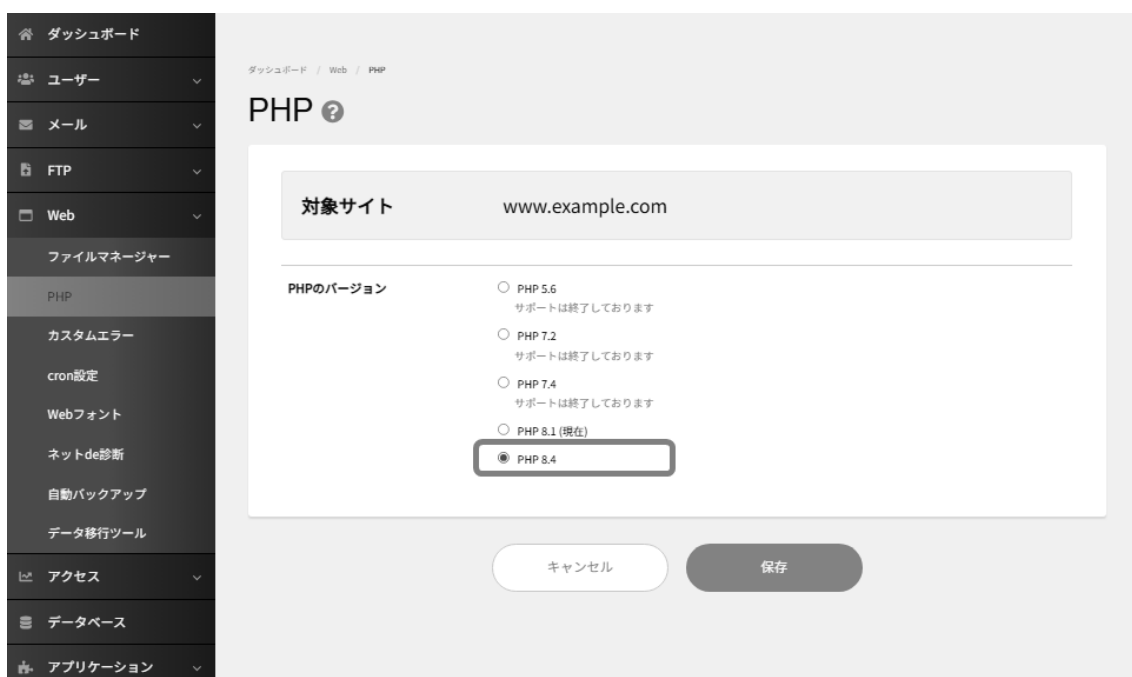 ダッシュボード
ユーザー
メール
FTP
Web
ファイルマネージャー
PHP
カスタムエラー
cron設定
Webフォント
ネットde診断
自動バックアップ
データ移行ツール
アクセス
データベース
アプリケーション
ダッシュボード / Web / PHP
PHP ?
対象サイト www.example.com
PHPのバージョン
PHP 5.6
サポートは終了しております
PHP 7.2
サポートは終了しております
PHP 7.4
サポートは終了しております
PHP 8.1 (現在)
PHP 8.4
キャンセル 保存